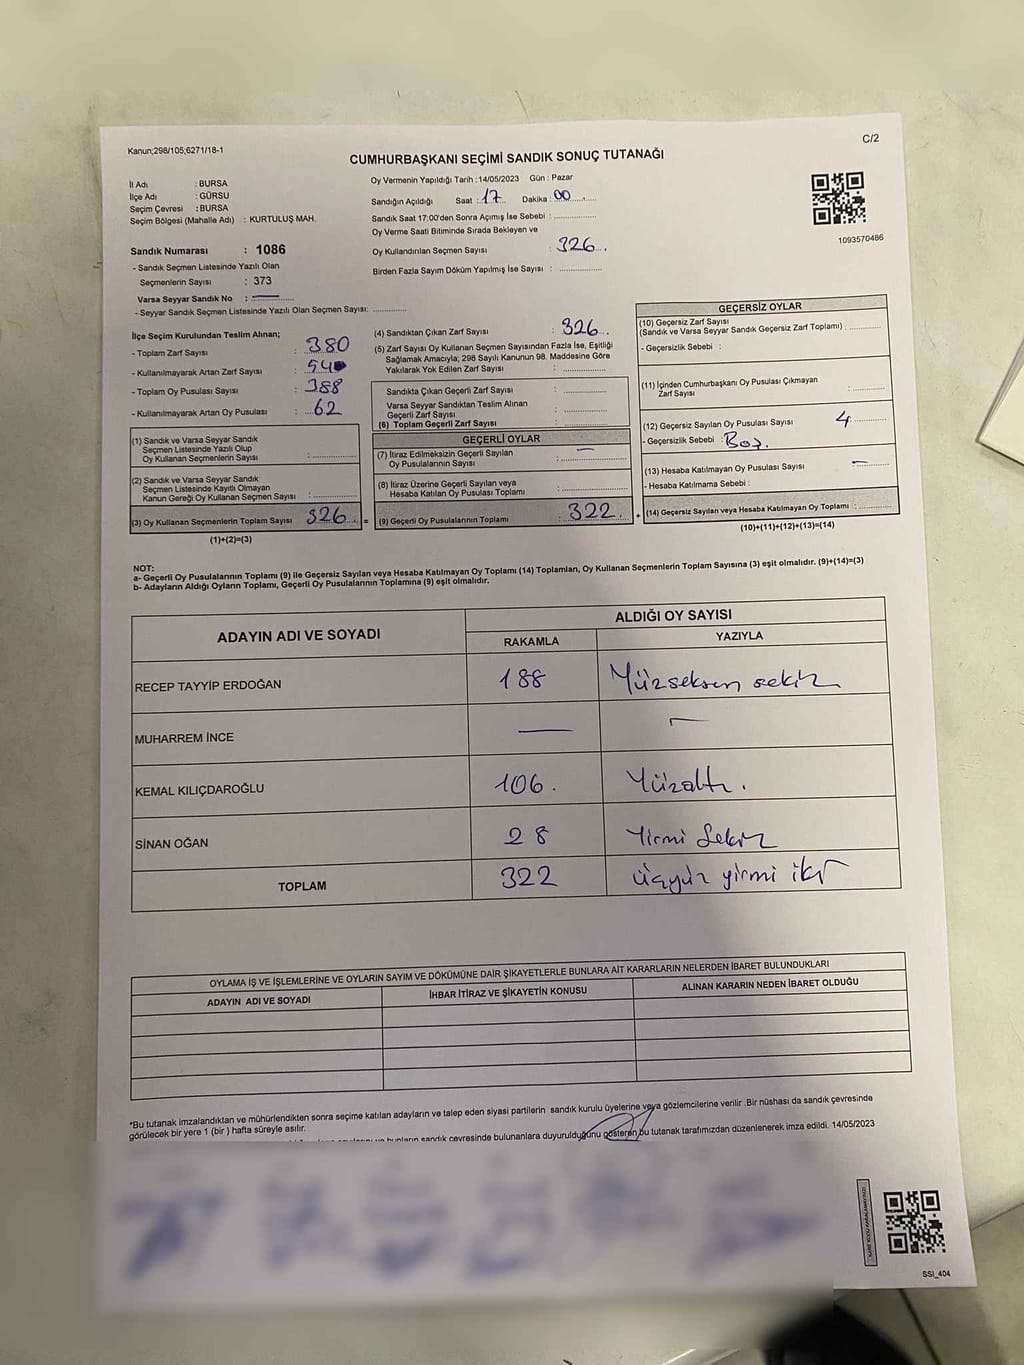 Kanun;298/105;6271/18-1
C/2
CUMHURBAŞKANI SEÇİMİ SANDIK SONUÇ TUTANAĞI
İl Adı : BURSA
İlçe Adı : GÜRSU
Seçim Çevresi : BURSA
Seçim Bölgesi (Mahalle Adı) : KURTULUŞ MAH.
Sandık Numarası : 1086
- Sandık Seçmen Listesinde Yazılı Olan
Seçmenlerin Sayısı : 373
Varsa Seyyar Sandık No : —
- Seyyar Sandık Seçmen Listesinde Yazılı Olan Seçmen Sayısı:
Oy Vermenin Yapıldığı Tarih :14/05/2023 Gün : Pazar
Sandığın Açıldığı Saat : 17 Dakika : 00
Sandık Saat 17:00'den Sonra Açımış İse Sebebi :
Oy Verme Saati Bitiminde Sırada Bekleyen ve
Oy Kullandırılan Seçmen Sayısı : 326.
Birden Fazla Sayım Döküm Yapılmış İse Sayısı :
1093570486
İlçe Seçim Kurulundan Teslim Alınan;
- Toplam Zarf Sayısı : 380
- Kullanılmayarak Artan Zarf Sayısı : 54
- Toplam Oy Pusulası Sayısı : 388
- Kullanılmayarak Artan Oy Pusulası : 62
(1) Sandık ve Varsa Seyyar Sandık
Seçmen Listesinde Yazılı Olup
Oy Kullanan Seçmenlerin Sayısı :
(2) Sandık ve Varsa Seyyar Sandık
Seçmen Listesinde Kayıtlı Olmayan
Kanun Gereği Oy Kullanan Seçmen Sayısı :
(3) Oy Kullanan Seçmenlerin Toplam Sayısı : 326 =
(1)+(2)=(3)
(4) Sandıktan Çıkan Zarf Sayısı : 326.
(5) Zarf Sayısı Oy Kullanan Seçmen Sayısından Fazla İse, Eşitliği
Sağlamak Amacıyla; 298 Sayılı Kanunun 98. Maddesine Göre
Yakılarak Yok Edilen Zarf Sayısı :
Sandıkta Çıkan Geçerli Zarf Sayısı :
Varsa Seyyar Sandıktan Teslim Alınan
Geçerli Zarf Sayısı :
(6) Toplam Geçerli Zarf Sayısı :
GEÇERLİ OYLAR
(7) İtiraz Edilmeksizin Geçerli Sayılan
Oy Pusulalarının Sayısı : —
(8) İtiraz Üzerine Geçerli Sayılan veya
Hesaba Katılan Oy Pusulası Toplamı :
(9) Geçerli Oy Pusulalarının Toplamı : 322. +
GEÇERSİZ OYLAR
(10) Geçersiz Zarf Sayısı
(Sandık ve Varsa Seyyar Sandık Geçersiz Zarf Toplamı) :
- Geçersizlik Sebebi :
(11) İçinden Cumhurbaşkanı Oy Pusulası Çıkmayan
Zarf Sayısı :
(12) Geçersiz Sayılan Oy Pusulası Sayısı : 4
- Geçersizlik Sebebi : Boş.
(13) Hesaba Katılmayan Oy Pusulası Sayısı : —
- Hesaba Katılmama Sebebi :
(14) Geçersiz Sayılan veya Hesaba Katılmayan Oy Toplamı :
(10)+(11)+(12)+(13)=(14)
NOT:
a- Geçerli Oy Pusulalarının Toplamı (9) ile Geçersiz Sayılan veya Hesaba Katılmayan Oy Toplamı (14) Toplamları, Oy Kullanan Seçmenlerin Toplam Sayısına (3) eşit olmalıdır. (9)+(14)=(3)
b- Adayların Aldığı Oyların Toplamı, Geçerli Oy Pusulalarının Toplamına (9) eşit olmalıdır.
ADAYIN ADI VE SOYADI
ALDIĞI OY SAYISI
RAKAMLA YAZIYLA
RECEP TAYYİP ERDOĞAN 188 Yüzseksen sekiz
MUHARREM İNCE — —
KEMAL KILIÇDAROĞLU 106. Yüzaltı.
SİNAN OĞAN 28 Yirmi Sekiz
TOPLAM 322 üçyüz yirmi iki
OYLAMA İŞ VE İŞLEMLERİNE VE OYLARIN SAYIM VE DÖKÜMÜNE DAİR ŞİKAYETLERLE BUNLARA AİT KARARLARIN NELERDEN İBARET BULUNDUKLARI
ADAYIN ADI VE SOYADI İHBAR İTİRAZ VE ŞİKAYETİN KONUSU ALINAN KARARIN NEDEN İBARET OLDUĞU
*Bu tutanak imzalandıktan ve mühürlendikten sonra seçime katılan adayların ve talep eden siyasi partilerin sandık kurulu üyelerine veya gözlemcilerine verilir .Bir nüshası da sandık çevresinde
görülecek bir yere 1 (bir ) hafta süreyle asılır.
bunların sandık çevresinde bulunanlara duyurulduğunu gösteren bu tutanak tarafımızdan düzenlenerek imza edildi. 14/05/2023
SSİ_404